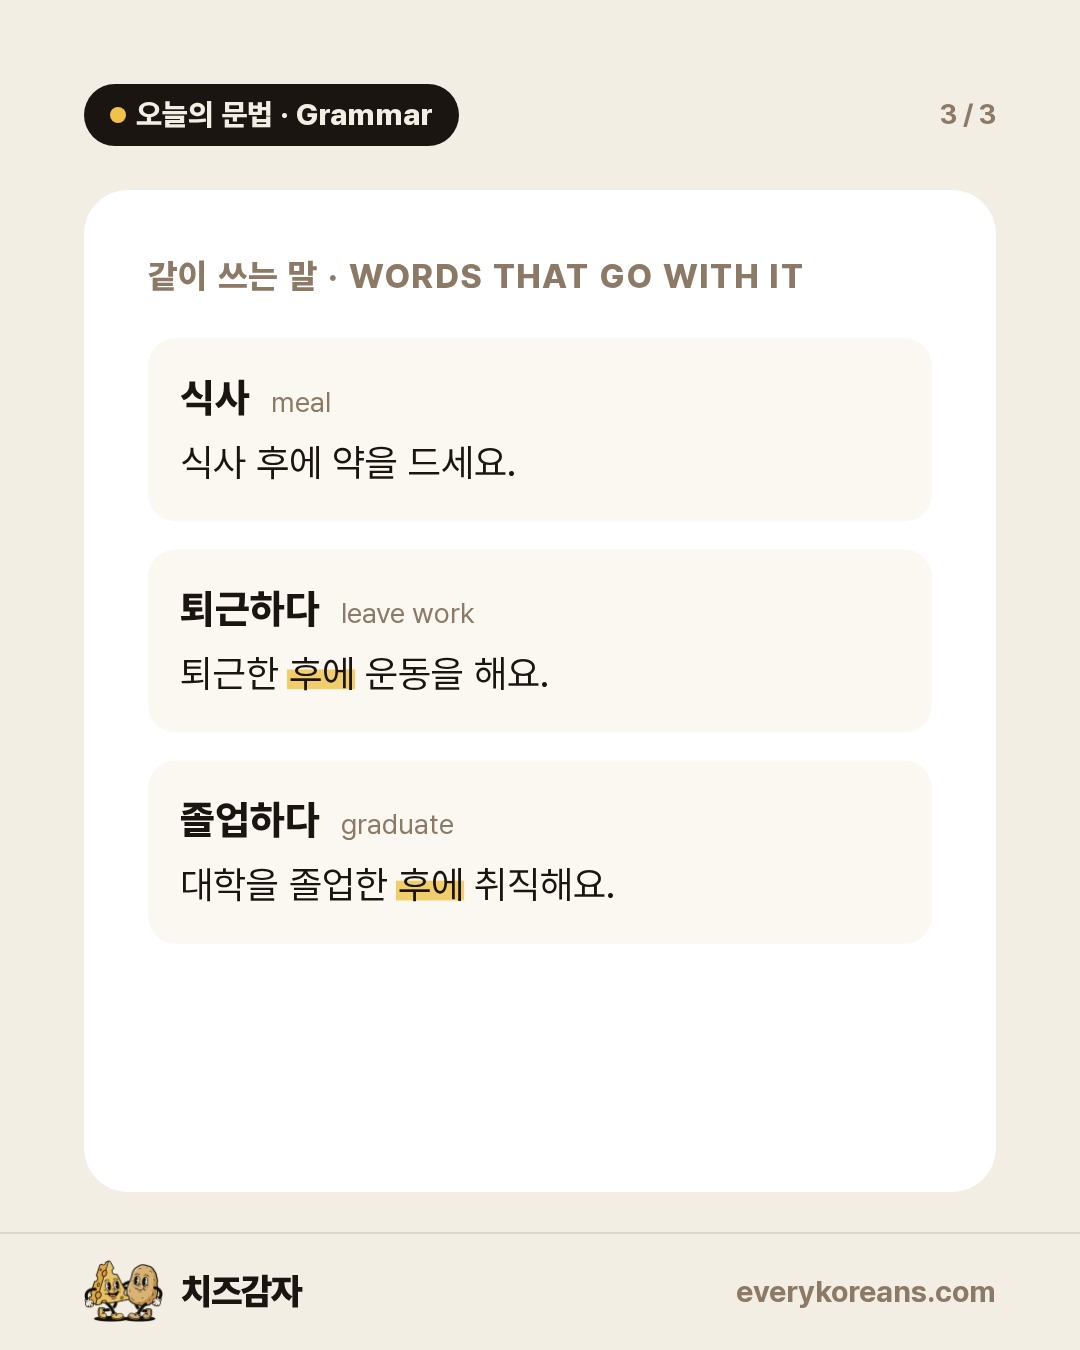 오늘의 문법 · Grammar
3 / 3
같이 쓰는 말 · WORDS THAT GO WITH IT
식사 meal
식사 후에 약을 드세요.
퇴근하다 leave work
퇴근한 후에 운동을 해요.
졸업하다 graduate
대학을 졸업한 후에 취직해요.
치즈감자
everykoreans.com